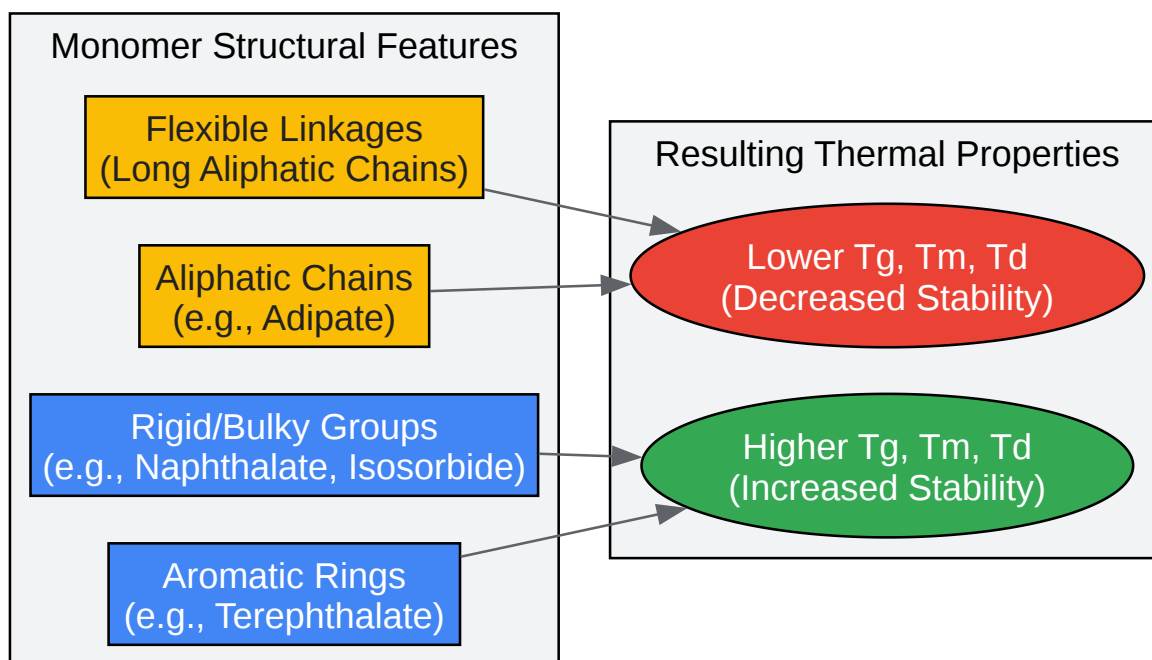 Monomer Structural Features
Flexible Linkages
(Long Aliphatic Chains)
Aliphatic Chains
(e.g., Adipate)
Rigid/Bulky Groups
(e.g., Naphthalate, Isosorbide)
Aromatic Rings
(e.g., Terephthalate)
Resulting Thermal Properties
Lower Tg, Tm, Td
(Decreased Stability)
Higher Tg, Tm, Td
(Increased Stability)